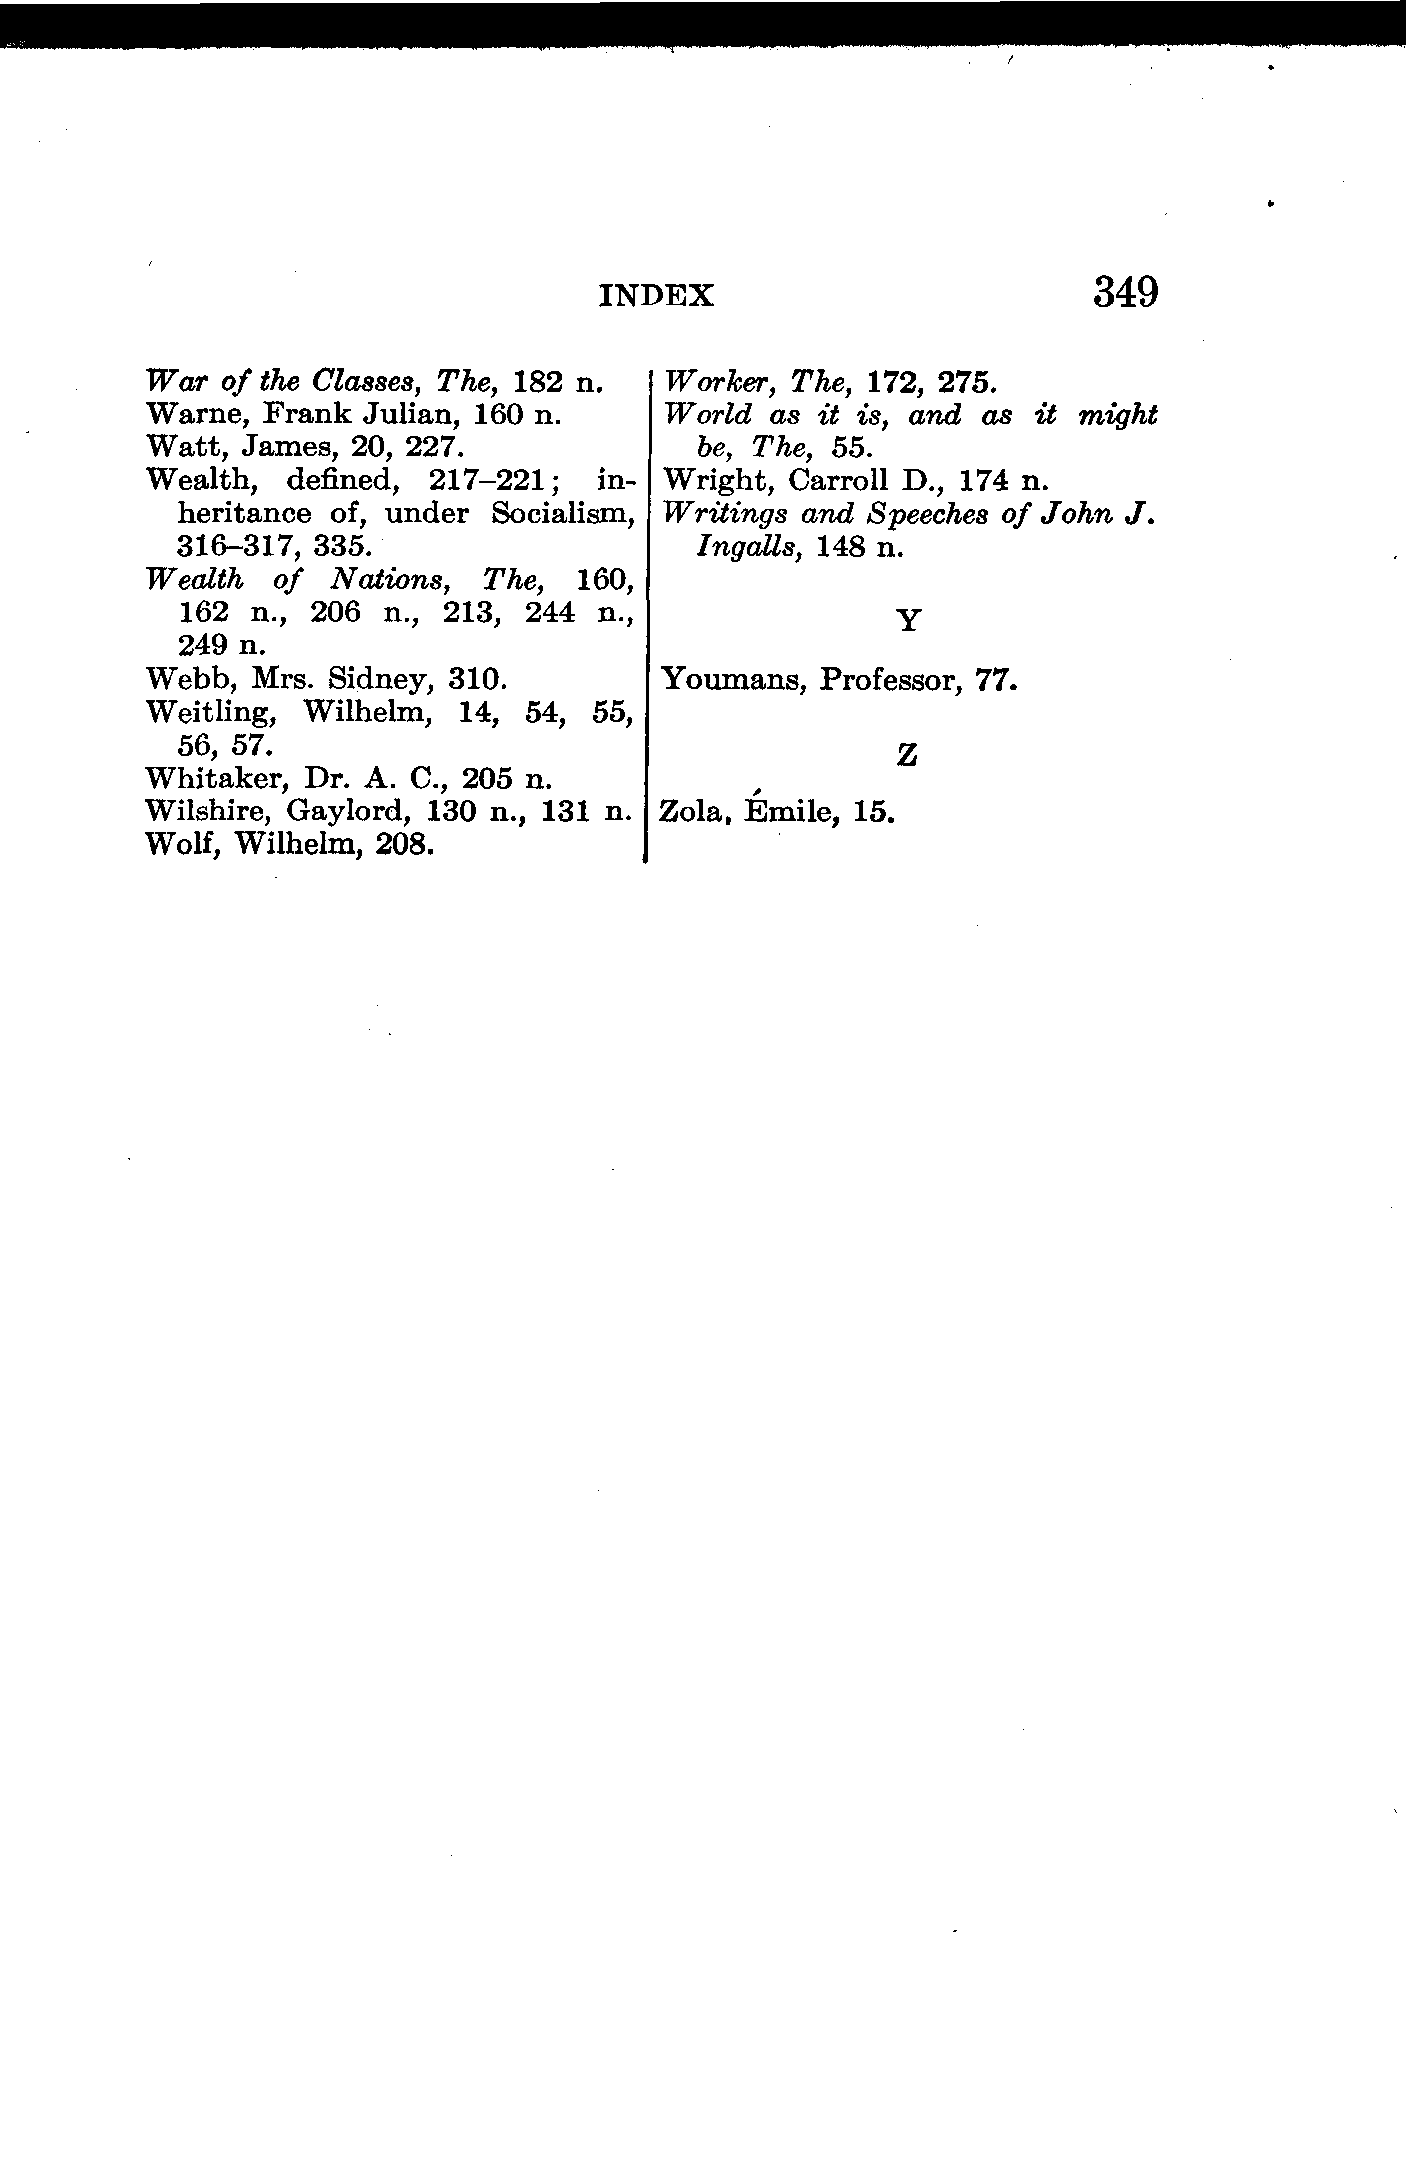 INDEX 349
War of the Classes, The, 182 n.
Warne, Frank Julian, 160 n.
Watt, James, 20, 227.
Wealth, defined, 217–221; in-
heritance of, under Socialism,
316–317, 335.
Wealth of Nations, The, 160,
162 n., 206 n., 213, 244 n.,
249 n.
Webb, Mrs. Sidney, 310.
Weitling, Wilhelm, 14, 54, 55,
56, 57.
Whitaker, Dr. A. C., 205 n.
Wilshire, Gaylord, 130 n., 131 n.
Wolf, Wilhelm, 208.
Worker, The, 172, 275.
World as it is, and as it might
be, The, 55.
Wright, Carroll D., 174 n.
Writings and Speeches of John J.
Ingalls, 148 n.
Y
Youmans, Professor, 77.
Z
Zola, Émile, 15.